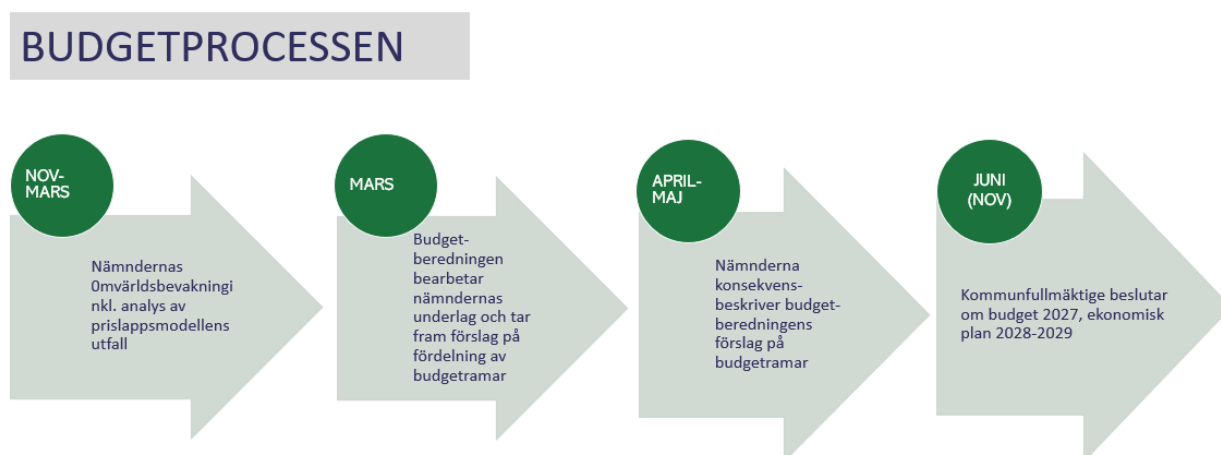 BUDGETPROCESSEN
NOV-
MARS
Nämndernas
0mvärldsbevakningi
nkl. analys av
prislappsmodellens
utfall
MARS
Budget-
beredningen
bearbetar
nämndernas
underlag och tar
fram förslag på
fördelning av
budgetramar
APRIL-
MAJ
Nämnderna
konsekvens-
beskriver budget-
beredningens
förslag på
budgetramar
JUNI
(NOV)
Kommunfullmäktige beslutar
om budget 2027, ekonomisk
plan 2028-2029